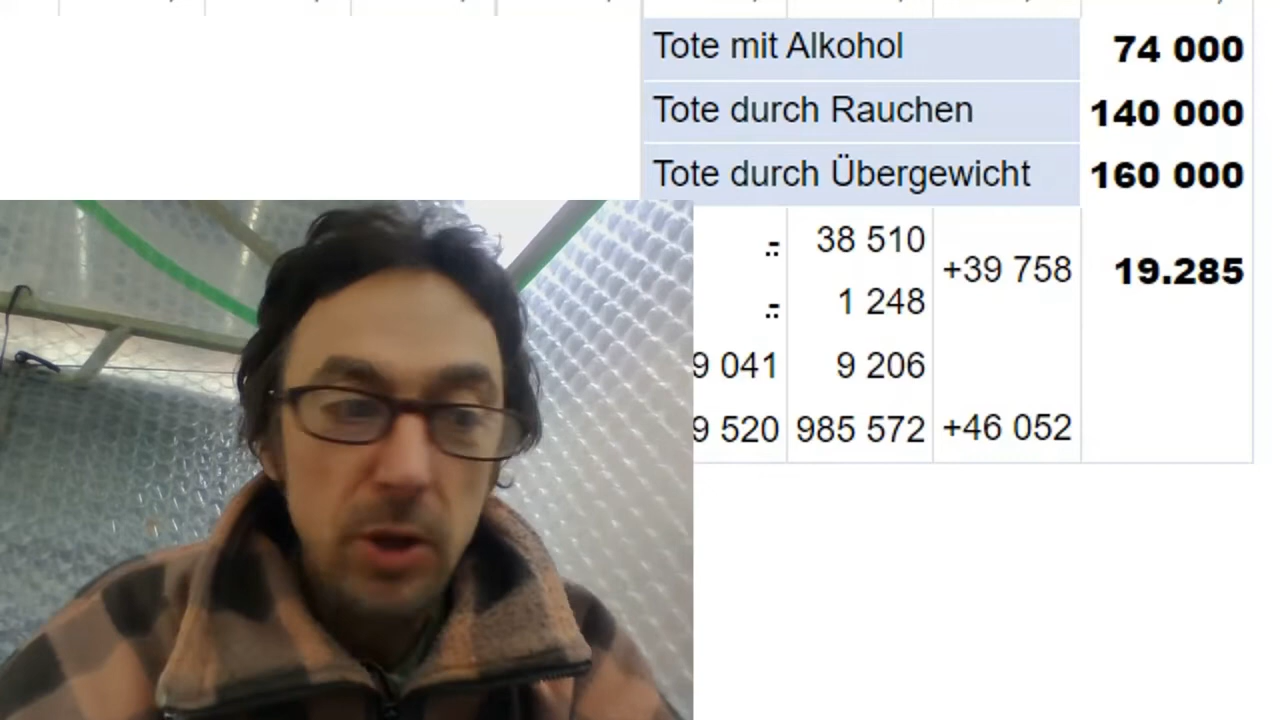 Tote mit Alkohol 74 000
Tote durch Rauchen 140 000
Tote durch Übergewicht 160 000
.- 38 510
+39 758 19.285
.- 1 248
9 041 9 206
9 520 985 572 +46 052